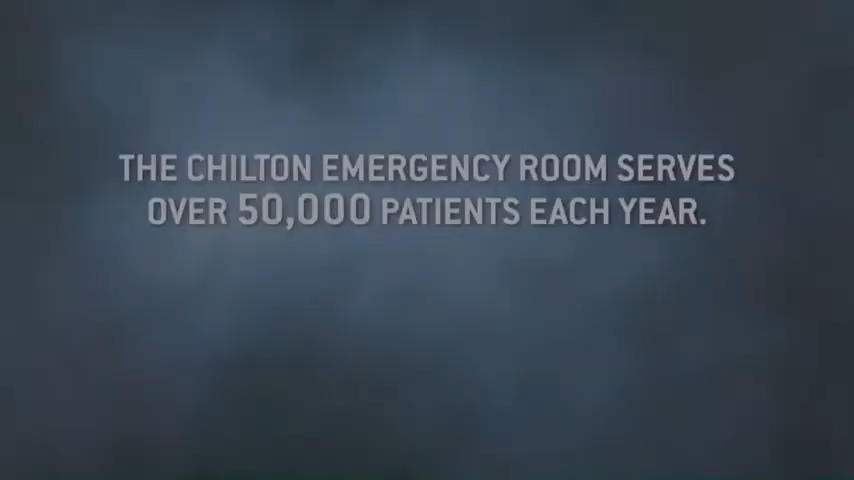 THE CHILTON EMERGENCY ROOM SERVES
OVER 50,000 PATIENTS EACH YEAR.